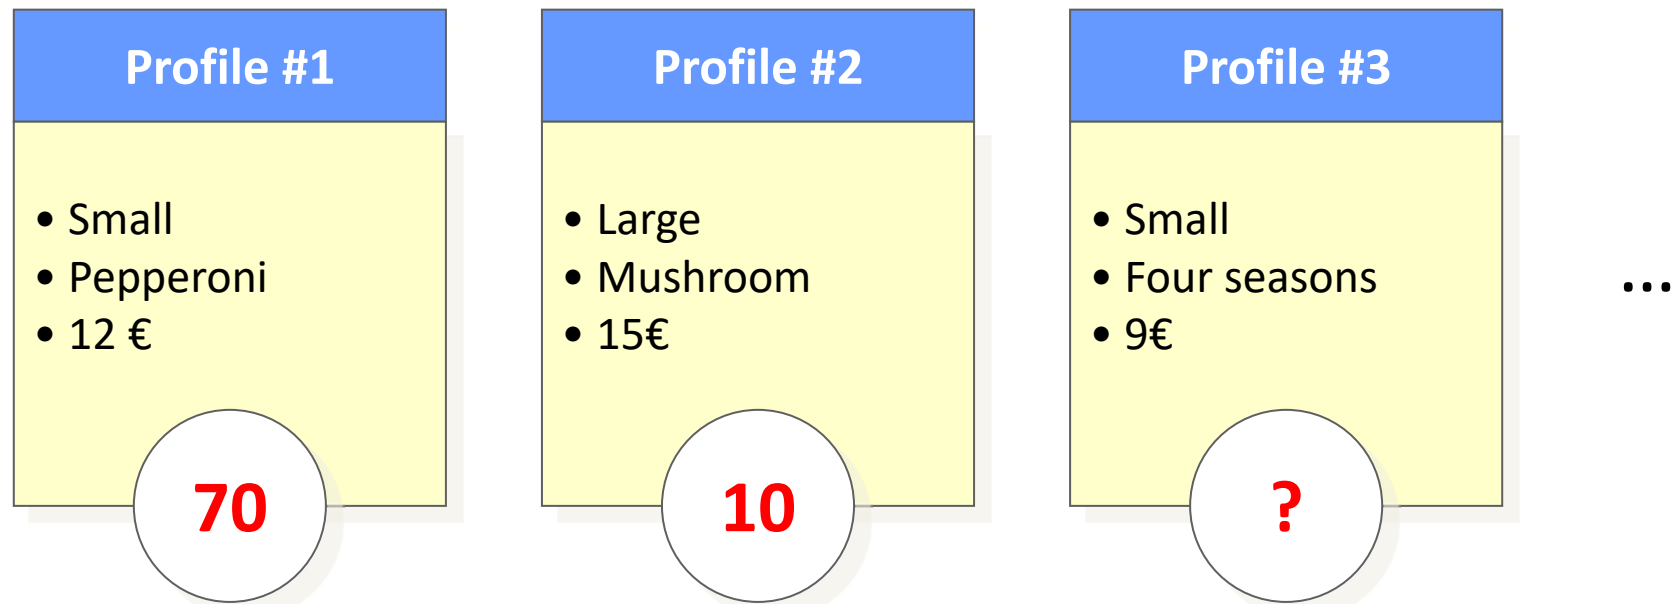 Profile #1
• Small
• Pepperoni
• 12 €
70
Profile #2
• Large
• Mushroom
• 15€
10
Profile #3
• Small
• Four seasons
• 9€
?
...